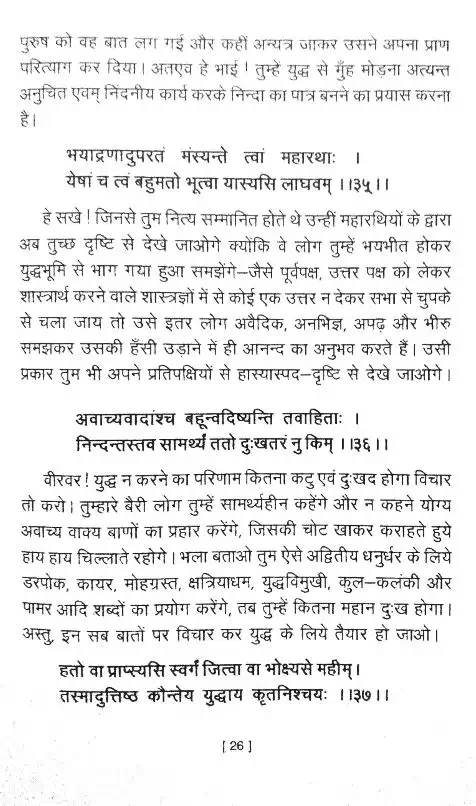 पुरुष को वह बात लग गई और कहीं अन्यत्र जाकर उसने अपना प्राण
परित्याग कर दिया। अतएव हे भाई ! तुम्हें युद्ध से गुँह मोड़ना अत्यन्त
अनुचित एवम् निंदनीय कार्य करके निन्दा का पात्र बनने का प्रयास करना
है।
भयाद्रणादुपरतं मंस्यन्ते त्वां महारथाः ।
येषां च त्वं बहुमतो भूत्वा यास्यसि लाघवम् ।।३५।।
हे सखे ! जिनसे तुम नित्य सम्मानित होते थे उन्हीं महारथियों के द्वारा
अब तुच्छ दृष्टि से देखे जाओगे क्योंकि वे लोग तुम्हें भयभीत होकर
युद्धभूमि से भाग गया हुआ समझेंगे–जैसे पूर्वपक्ष, उत्तर पक्ष को लेकर
शास्त्रार्थ करने वाले शास्त्रज्ञों में से कोई एक उत्तर न देकर सभा से चुपके
से चला जाय तो उसे इतर लोग अवैदिक, अनभिज्ञ, अपढ़ और भीरु
समझकर उसकी हँसी उड़ाने में ही आनन्द का अनुभव करते हैं। उसी
प्रकार तुम भी अपने प्रतिपक्षियों से हास्यास्पद–दृष्टि से देखे जाओगे।
अवाच्यवादांश्च बहून्वदिष्यन्ति तवाहिताः ।
निन्दन्तस्तव सामर्थ्यं ततो दुःखतरं नु किम् ।।३६।।
वीरवर ! युद्ध न करने का परिणाम कितना कटु एवं दुःखद होगा विचार
तो करो। तुम्हारे बैरी लोग तुम्हें सामर्थ्यहीन कहेंगे और न कहने योग्य
अवाच्य वाक्य बाणों का प्रहार करेंगे, जिसकी चोट खाकर कराहते हुये
हाय हाय चिल्लाते रहोगे। भला बताओ तुम ऐसे अद्वितीय धनुर्धर के लिये
डरपोक, कायर, मोहग्रस्त, क्षत्रियाधम, युद्धविमुखी, कुल–कलंकी और
पामर आदि शब्दों का प्रयोग करेंगे, तब तुम्हें कितना महान दुःख होगा।
अस्तु, इन सब बातों पर विचार कर युद्ध के लिये तैयार हो जाओ।
हतो वा प्राप्स्यसि स्वर्गं जित्वा वा भोक्ष्यसे महीम्।
तस्मादुत्तिष्ठ कौन्तेय युद्धाय कृतनिश्चयः ।।३७।।
[ 26 ]